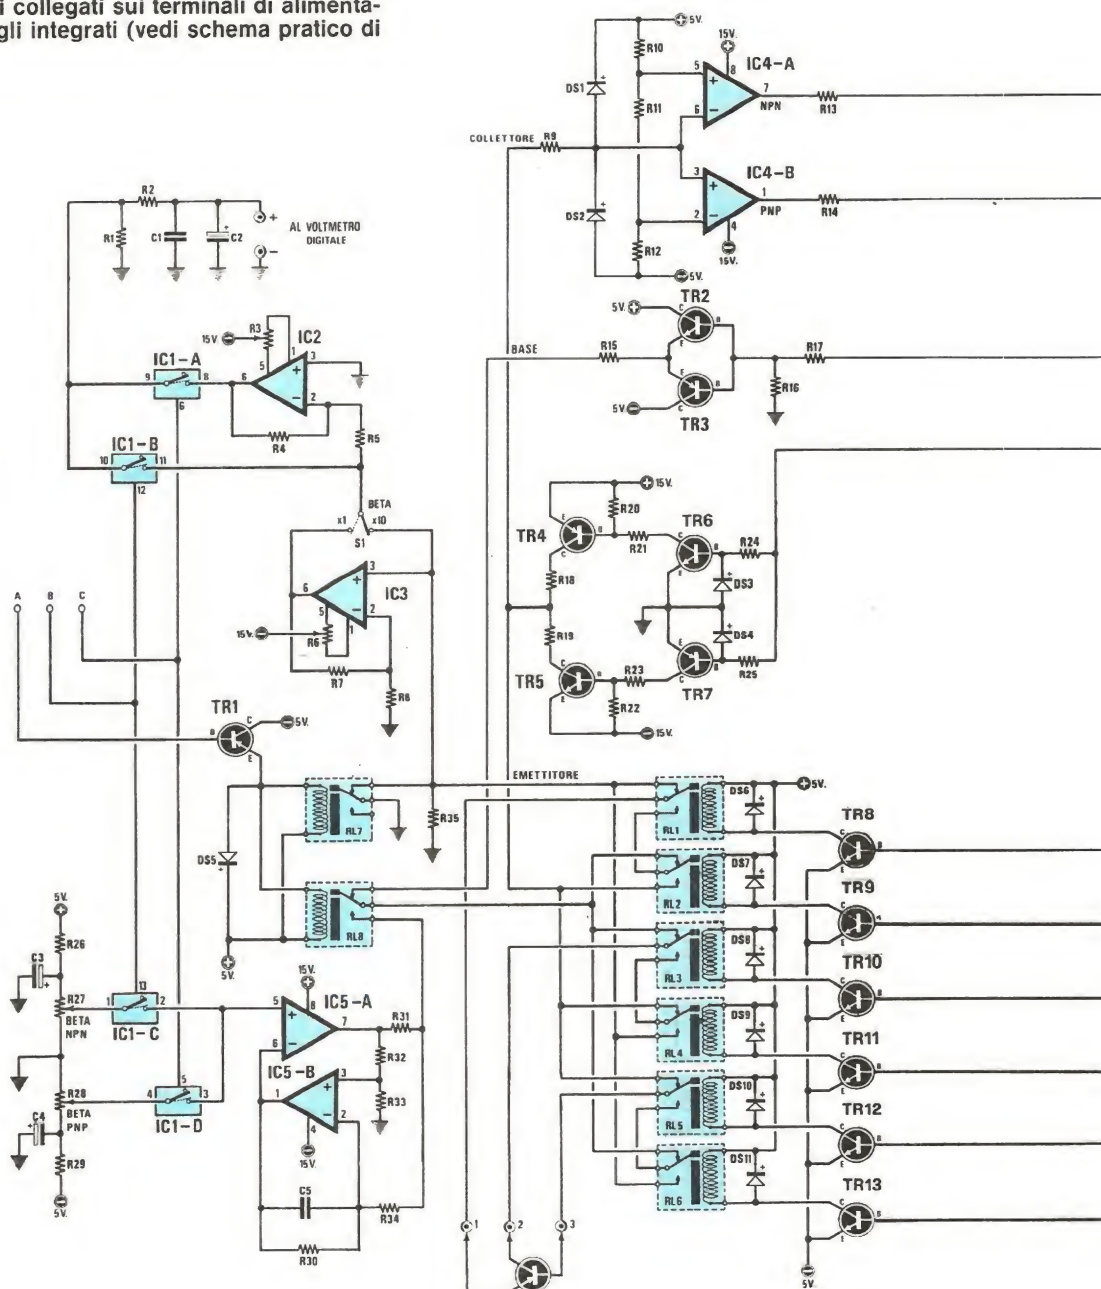 i collegati sui terminali di alimenta-
gli integrati (vedi schema pratico di
5V.
R10
15V.
IC4-A
8
5
+
DS1
7
NPN
R13
R11
6
–
COLLETTORE
R9
IC4-B
3
+
1
PNP
R14
DS2
2
–
4
15V.
R12
5V.
R2
R1
C1
C2
+
AL VOLTMETRO
DIGITALE
–
TR2
5V.
C
B
E
BASE
R15
R17
R16
E
B
5V.
C
TR3
R3
15V.
IC2
1
3
5
+
IC1-A
9
8
6
–
2
6
R4
R5
IC1-B
10
11
12
BETA
x1
x10
S1
15V.
R20
TR4
E
B
C
R21
TR6
C
B
E
R24
R18
DS3
R19
DS4
C
TR5
B
E
R23
R22
E
B
C
TR7
R25
15V.
3
+
6
IC3
5
–
2
15V.
1
R6
R7
R8
A
B
C
TR1
C
B
E
5V.
EMETTITORE
RL7
R35
DS5
RL8
5V.
DS6
5V.
RL1
TR8
C
B
E
DS7
RL2
TR9
C
B
E
DS8
RL3
TR10
C
B
E
DS9
RL4
TR11
C
B
E
DS10
RL5
TR12
C
B
E
DS11
RL6
TR13
C
B
E
5V.
5V.
R26
C3
+
R27
BETA
NPN
13
1
2
IC1-C
R28
BETA
PNP
5
4
3
IC1-D
C4
+
R29
5V.
15V.
8
IC5-A
5
+
7
R31
6
–
R32
IC5-B
3
+
1
R33
–
2
4
15V.
C5
R34
R30
1
2
3